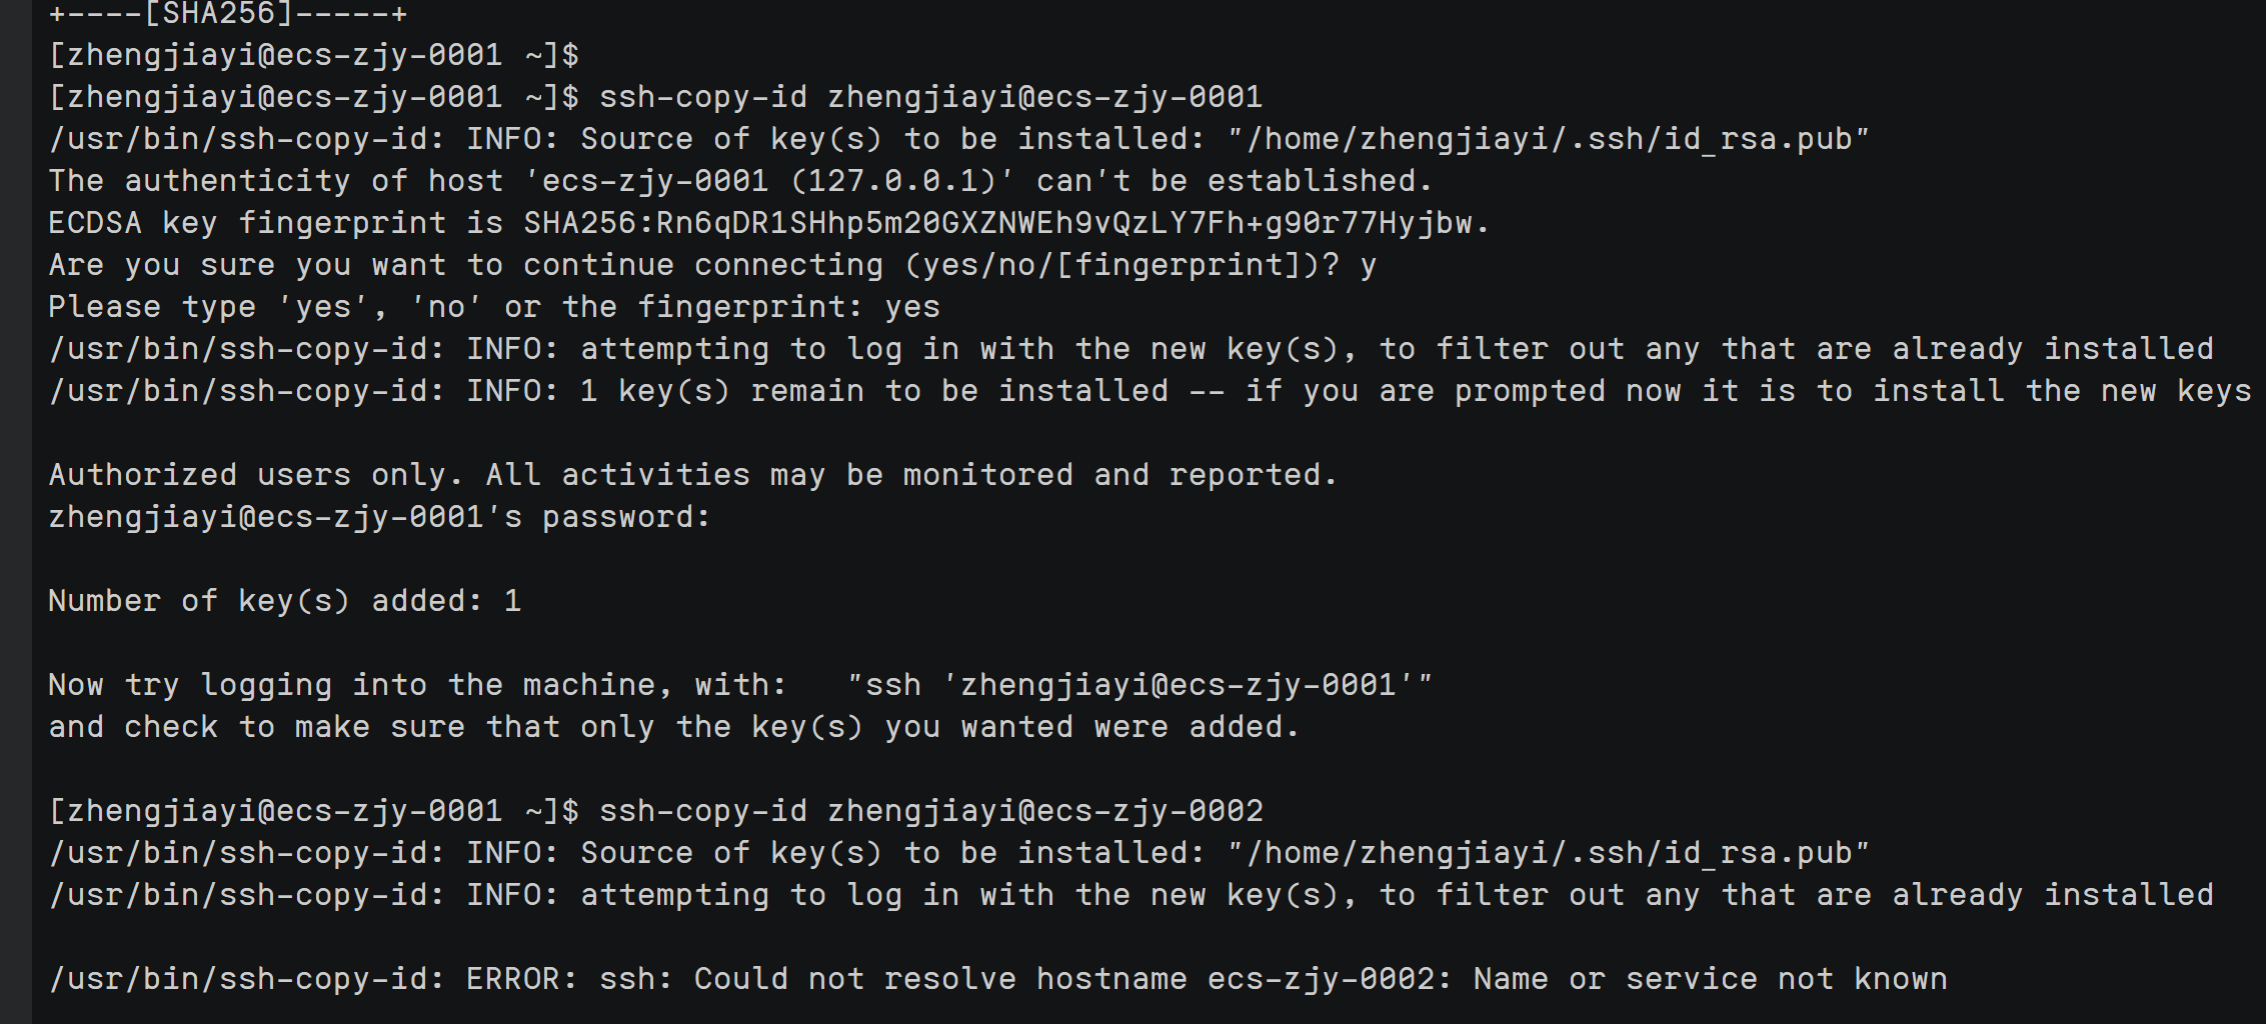 +----[SHA256]-----+
[zhengjiayi@ecs-zjy-0001 ~]$
[zhengjiayi@ecs-zjy-0001 ~]$ ssh-copy-id zhengjiayi@ecs-zjy-0001
/usr/bin/ssh-copy-id: INFO: Source of key(s) to be installed: "/home/zhengjiayi/.ssh/id_rsa.pub"
The authenticity of host 'ecs-zjy-0001 (127.0.0.1)' can't be established.
ECDSA key fingerprint is SHA256:Rn6qDR1SHhp5m20GXZNWEh9vQzLY7Fh+g90r77Hyjbw.
Are you sure you want to continue connecting (yes/no/[fingerprint])? y
Please type 'yes', 'no' or the fingerprint: yes
/usr/bin/ssh-copy-id: INFO: attempting to log in with the new key(s), to filter out any that are already installed
/usr/bin/ssh-copy-id: INFO: 1 key(s) remain to be installed -- if you are prompted now it is to install the new keys
Authorized users only. All activities may be monitored and reported.
zhengjiayi@ecs-zjy-0001's password:
Number of key(s) added: 1
Now try logging into the machine, with:   "ssh 'zhengjiayi@ecs-zjy-0001'"
and check to make sure that only the key(s) you wanted were added.
[zhengjiayi@ecs-zjy-0001 ~]$ ssh-copy-id zhengjiayi@ecs-zjy-0002
/usr/bin/ssh-copy-id: INFO: Source of key(s) to be installed: "/home/zhengjiayi/.ssh/id_rsa.pub"
/usr/bin/ssh-copy-id: INFO: attempting to log in with the new key(s), to filter out any that are already installed
/usr/bin/ssh-copy-id: ERROR: ssh: Could not resolve hostname ecs-zjy-0002: Name or service not known